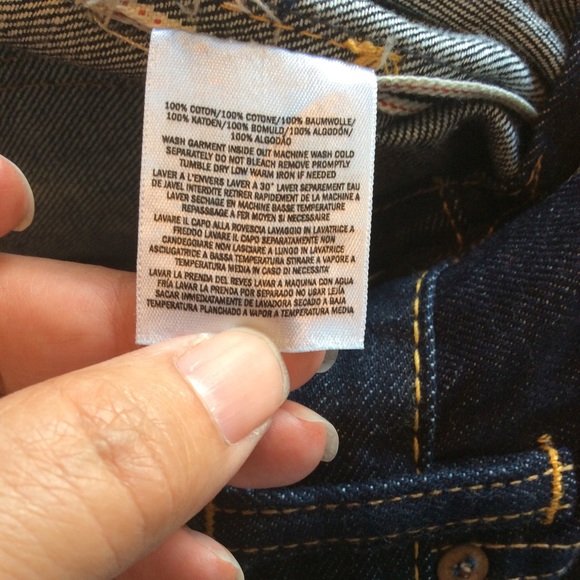 100% COTON/100% COTONE/100% BAUMWOLLE/
100% KATOEN/100% BOMULD/100% ALGODÓN/
100% ALGODÃO
WASH GARMENT INSIDE OUT MACHINE WASH COLD
SEPARATELY DO NOT BLEACH REMOVE PROMPTLY
TUMBLE DRY LOW WARM IRON IF NEEDED
LAVER A L'ENVERS LAVER À 30° LAVER SEPAREMENT EAU
DE JAVEL INTERDITE RETIRER RAPIDEMENT DE LA MACHINE A
LAVER SECHAGE EN MACHINE BASSE TEMPERATURE
REPASSAGE A FER MOYEN SI NECESSAIRE
LAVARE IL CAPO ALLA ROVESCIA LAVAGGIO IN LAVATRICE A
FREDDO LAVARE IL CAPO SEPARATAMENTE NON
CANDEGGIARE NON LASCIARE A LUNGO IN LAVATRICE
ASCIUGATRICE A BASSA TEMPERATURA STIRARE A VAPORE A
TEMPERATURA MEDIA IN CASO DI NECESSITA'
LAVAR LA PRENDA DEL REVES LAVAR A MAQUINA CON AGUA
FRÍA LAVAR LA PRENDA POR SEPARADO NO USAR LEJÍA
SACAR IMMEDIATAMENTE DE LAVADORA SECADO A BAJA
TEMPERATURA PLANCHADO A VAPOR A TEMPERATURA MEDIA